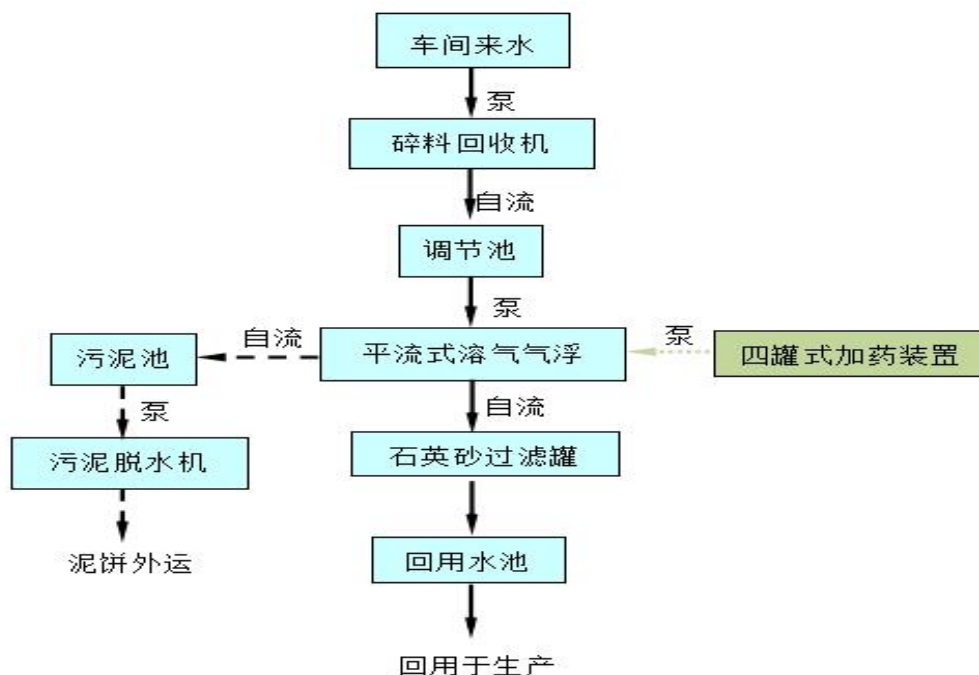 车间来水
泵
碎料回收机
自流
调节池
泵
污泥池
自流
平流式溶气气浮
泵
四罐式加药装置
泵
自流
污泥脱水机
石英砂过滤罐
泥饼外运
回用水池
回用于生产